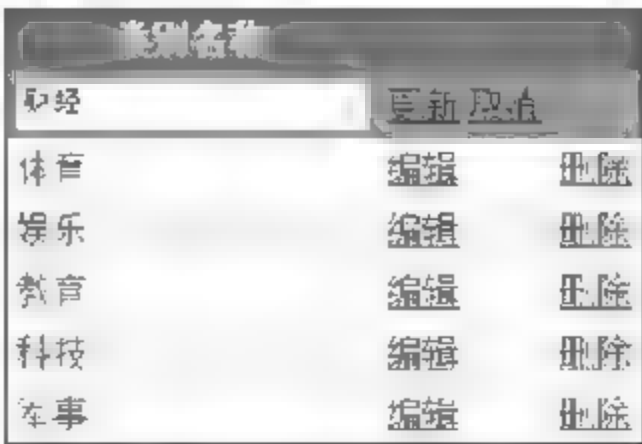 类别名称
财经 更新 取消
体育 编辑 删除
娱乐 编辑 删除
教育 编辑 删除
科技 编辑 删除
军事 编辑 删除